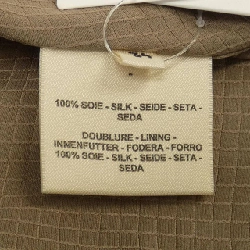 100% SOIE - SILK - SEIDE - SETA -
SEDA
DOUBLURE - LINING -
INNENFUTTER - FODERA - FORRO
100% SOIE - SILK - SEIDE - SETA -
SEDA